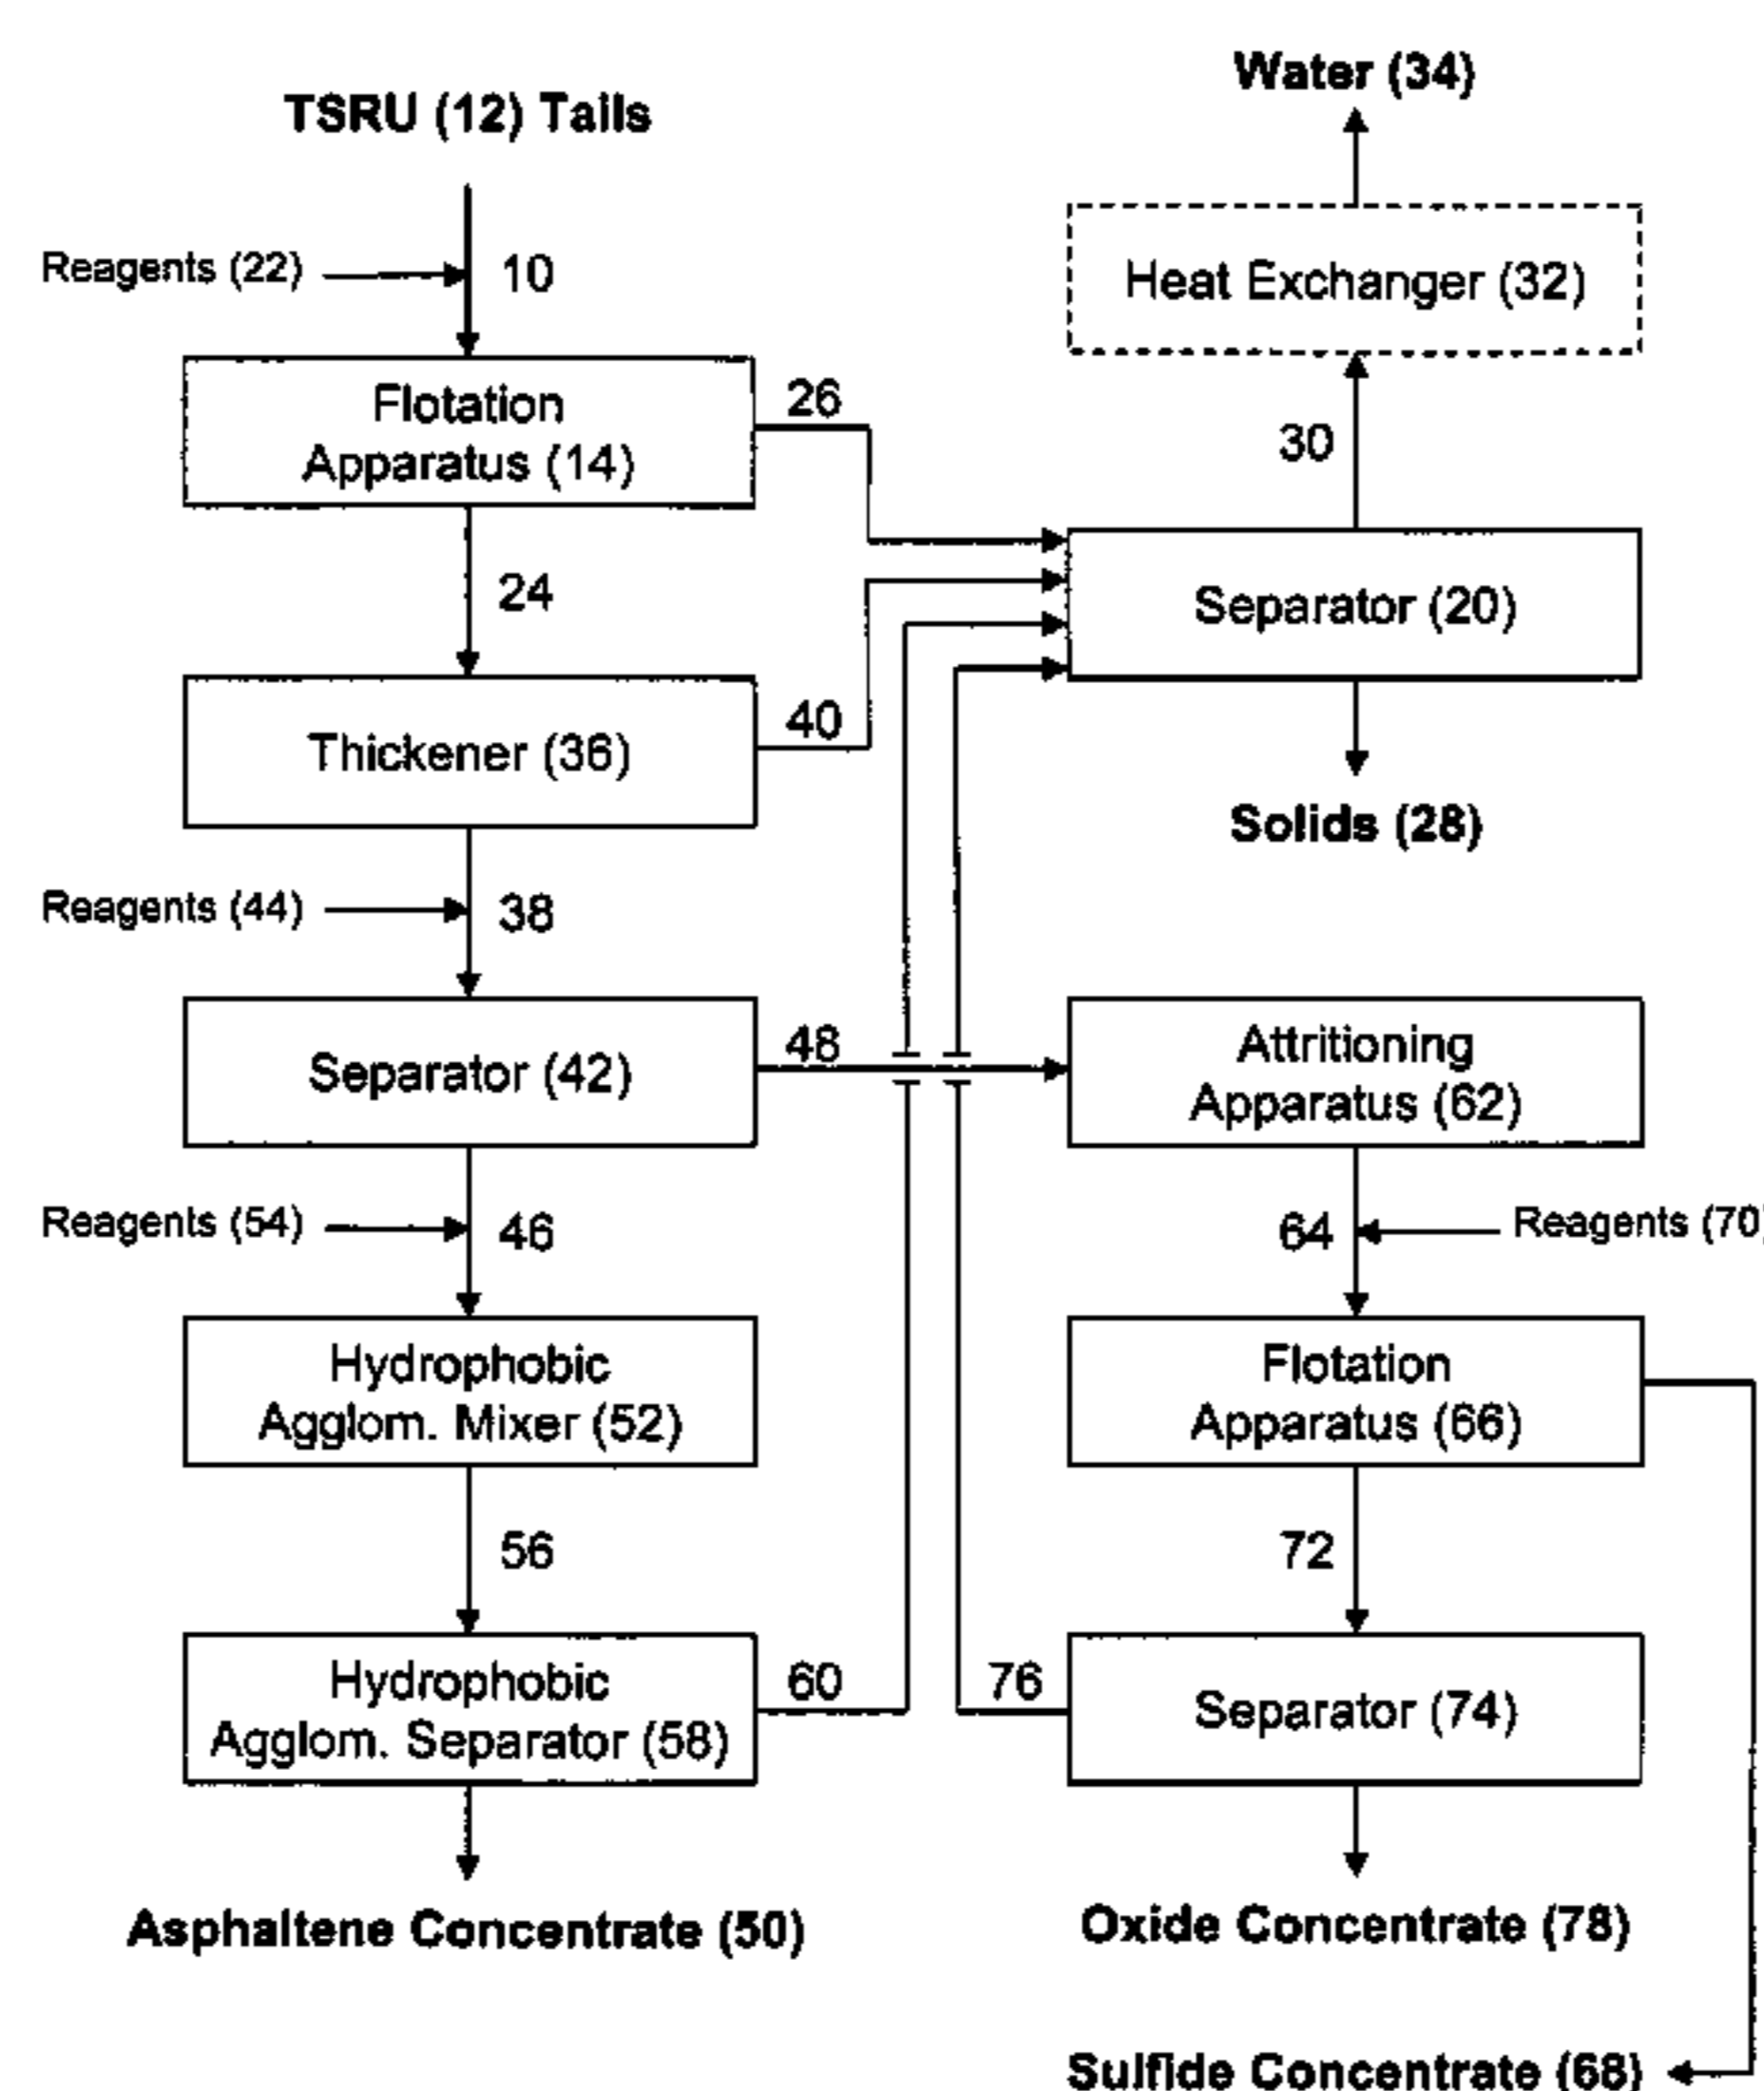 TSRU (12) Tails
Reagents (22)
10
Flotation
Apparatus (14)
26
24
Thickener (36)
40
Reagents (44)
38
Separator (42)
48
Reagents (54)
46
Hydrophobic
Agglom. Mixer (52)
56
Hydrophobic
Agglom. Separator (58)
60
Asphaltene Concentrate (50)
Water (34)
Heat Exchanger (32)
30
Separator (20)
Solids (28)
Attritioning
Apparatus (62)
64
Reagents (70)
Flotation
Apparatus (66)
72
76
Separator (74)
Oxide Concentrate (78)
Sulfide Concentrate (68)